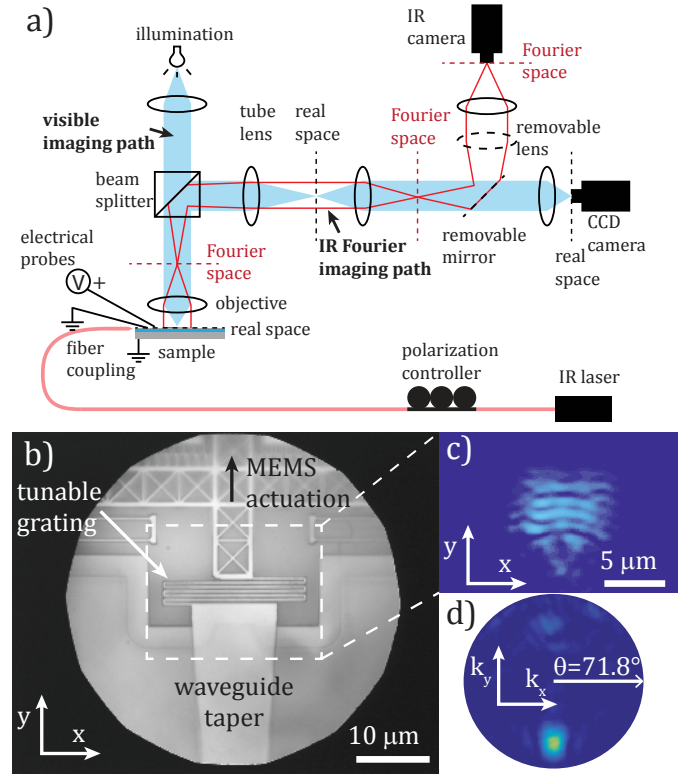 a)
illumination
visible
imaging path
beam
splitter
tube
lens
real
space
Fourier
space
IR
camera
Fourier
space
removable
lens
removable
mirror
real
space
CCD
camera
IR Fourier
imaging path
electrical
probes
V
+
Fourier
space
objective
real space
sample
fiber
coupling
polarization
controller
IR laser
b)
MEMS
actuation
tunable
grating
waveguide
taper
y
x
10 μm
c)
y
x
5 μm
d)
ky
kx
θ=71.8°